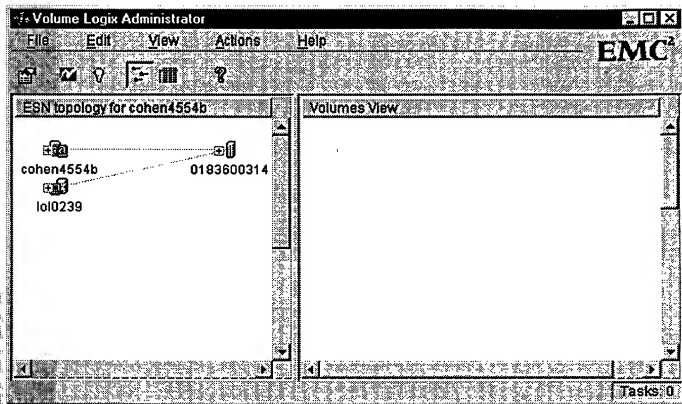 Volume Logix Administrator
File Edit View Actions Help
EMC²
ESN topology for cohen4554b
Volumes View
cohen4554b
0183600314
lol0239
Tasks: 0